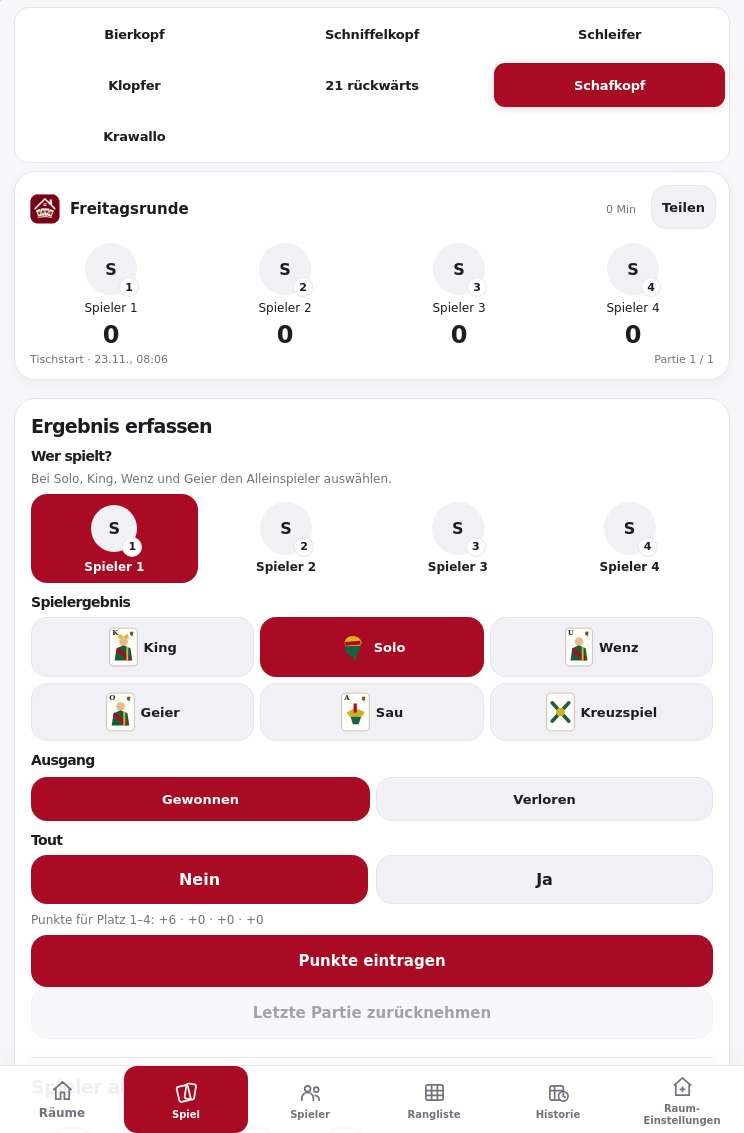 Bierkopf Schniffelkopf Schleifer
Klopfer 21 rückwärts Schafkopf
Krawallo
Freitagsrunde 0 Min Teilen
S 1 S 2 S 3 S 4
Spieler 1 Spieler 2 Spieler 3 Spieler 4
0 0 0 0
Tischstart · 23.11., 08:06 Partie 1 / 1
Ergebnis erfassen
Wer spielt?
Bei Solo, King, Wenz und Geier den Alleinspieler auswählen.
S 1 S 2 S 3 S 4
Spieler 1 Spieler 2 Spieler 3 Spieler 4
Spielergebnis
K King Solo U Wenz
O Geier A Sau Kreuzspiel
Ausgang
Gewonnen Verloren
Tout
Nein Ja
Punkte für Platz 1–4: +6 · +0 · +0 · +0
Punkte eintragen
Letzte Partie zurücknehmen
Spieler
Räume Spiel Spieler Rangliste Historie Raum-
Einstellungen